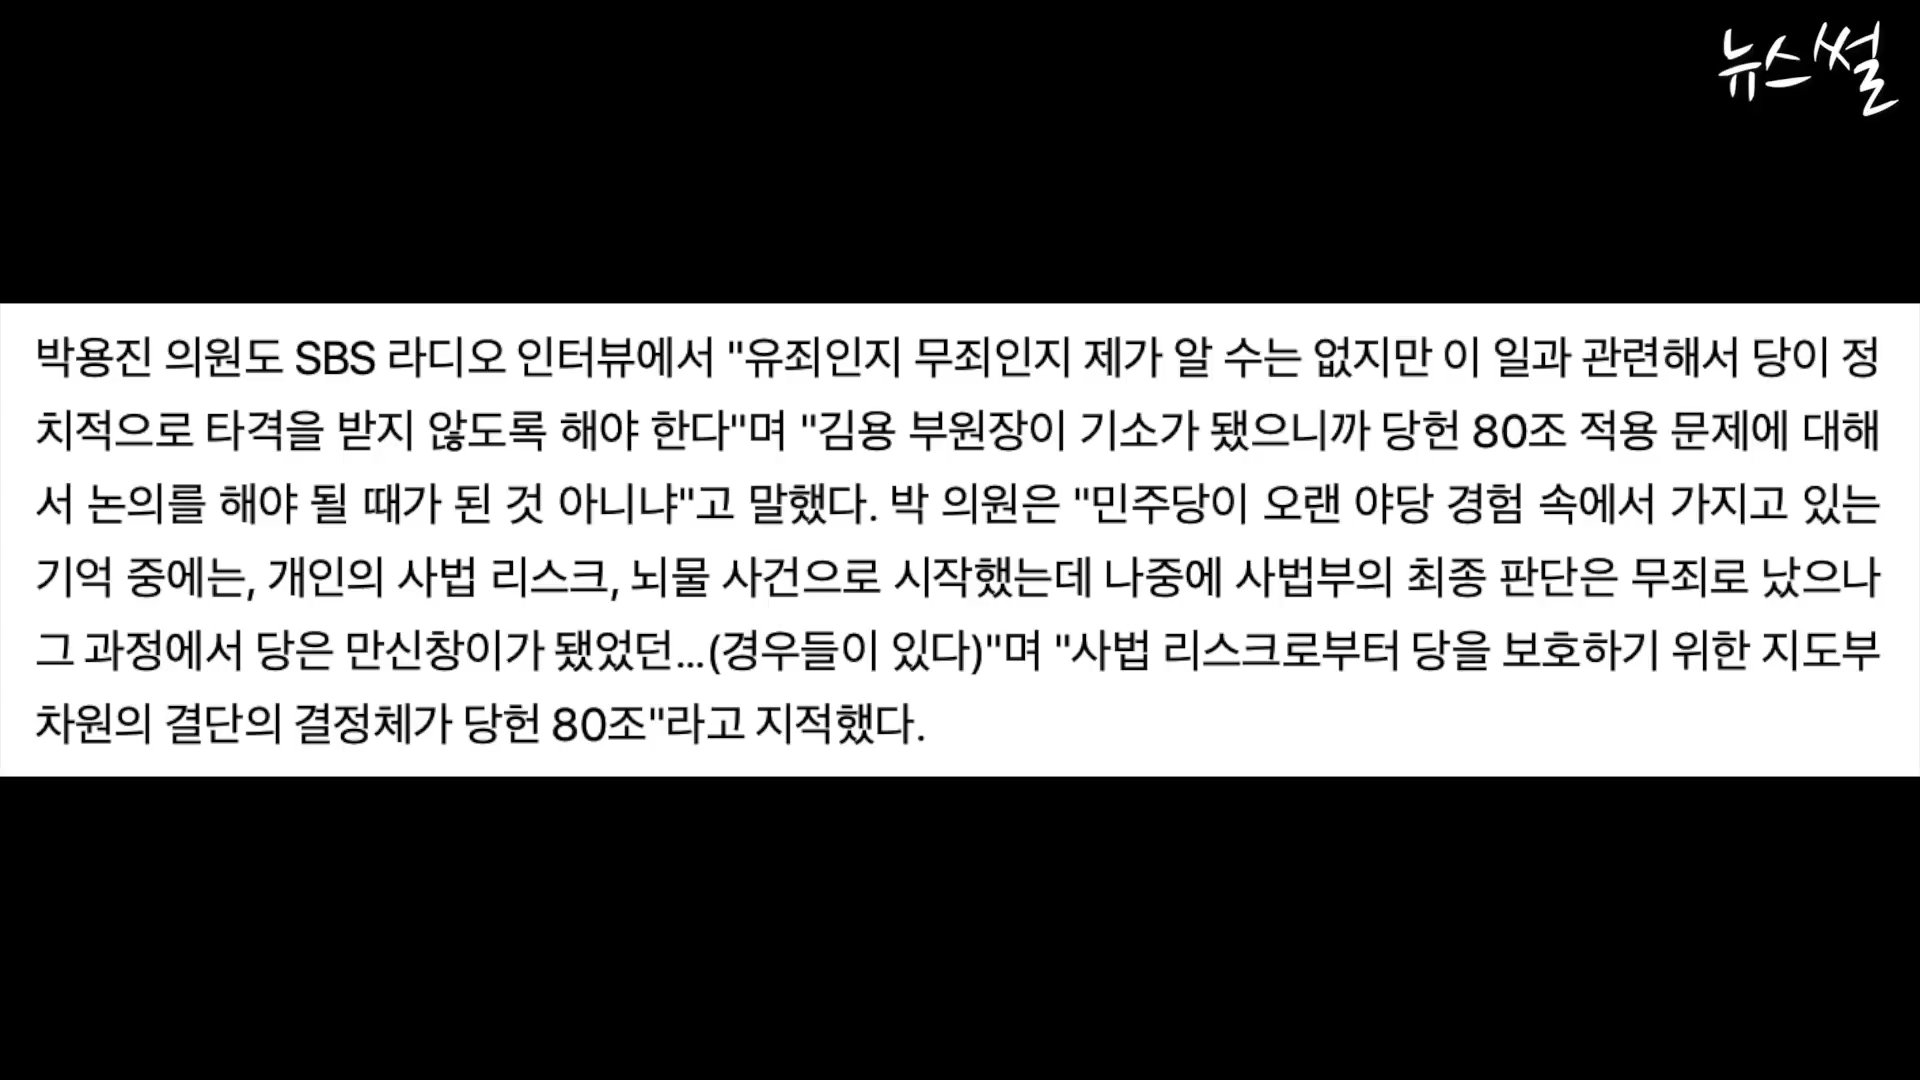 뉴스썰
박용진 의원도 SBS 라디오 인터뷰에서 "유죄인지 무죄인지 제가 알 수는 없지만 이 일과 관련해서 당이 정
치적으로 타격을 받지 않도록 해야 한다"며 "김용 부원장이 기소가 됐으니까 당헌 80조 적용 문제에 대해
서 논의를 해야 될 때가 된 것 아니냐"고 말했다. 박 의원은 "민주당이 오랜 야당 경험 속에서 가지고 있는
기억 중에는, 개인의 사법 리스크, 뇌물 사건으로 시작했는데 나중에 사법부의 최종 판단은 무죄로 났으나
그 과정에서 당은 만신창이가 됐었던...(경우들이 있다)"며 "사법 리스크로부터 당을 보호하기 위한 지도부
차원의 결단의 결정체가 당헌 80조"라고 지적했다.